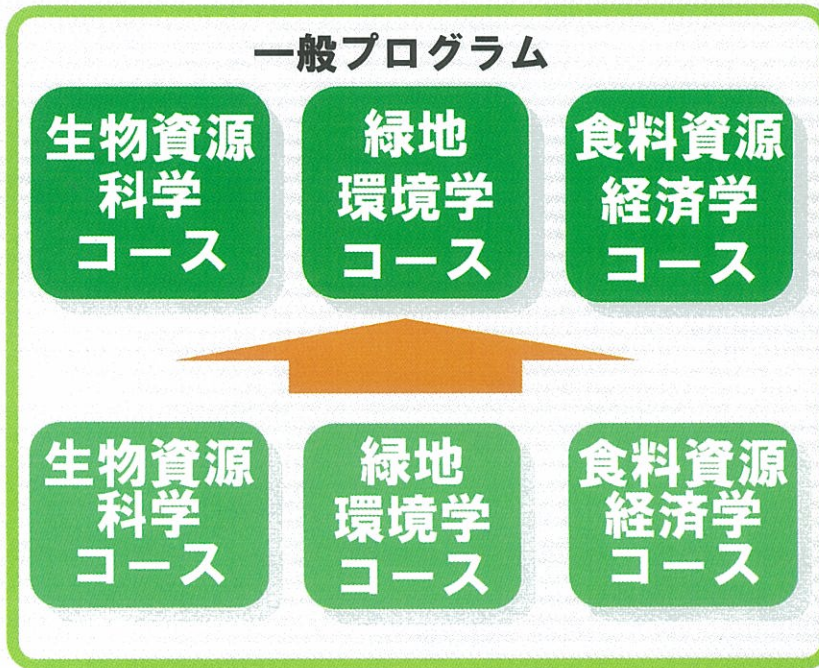 一般プログラム
生物資源
科学
コース
緑地
環境学
コース
食料資源
経済学
コース
生物資源
科学
コース
緑地
環境学
コース
食料資源
経済学
コース